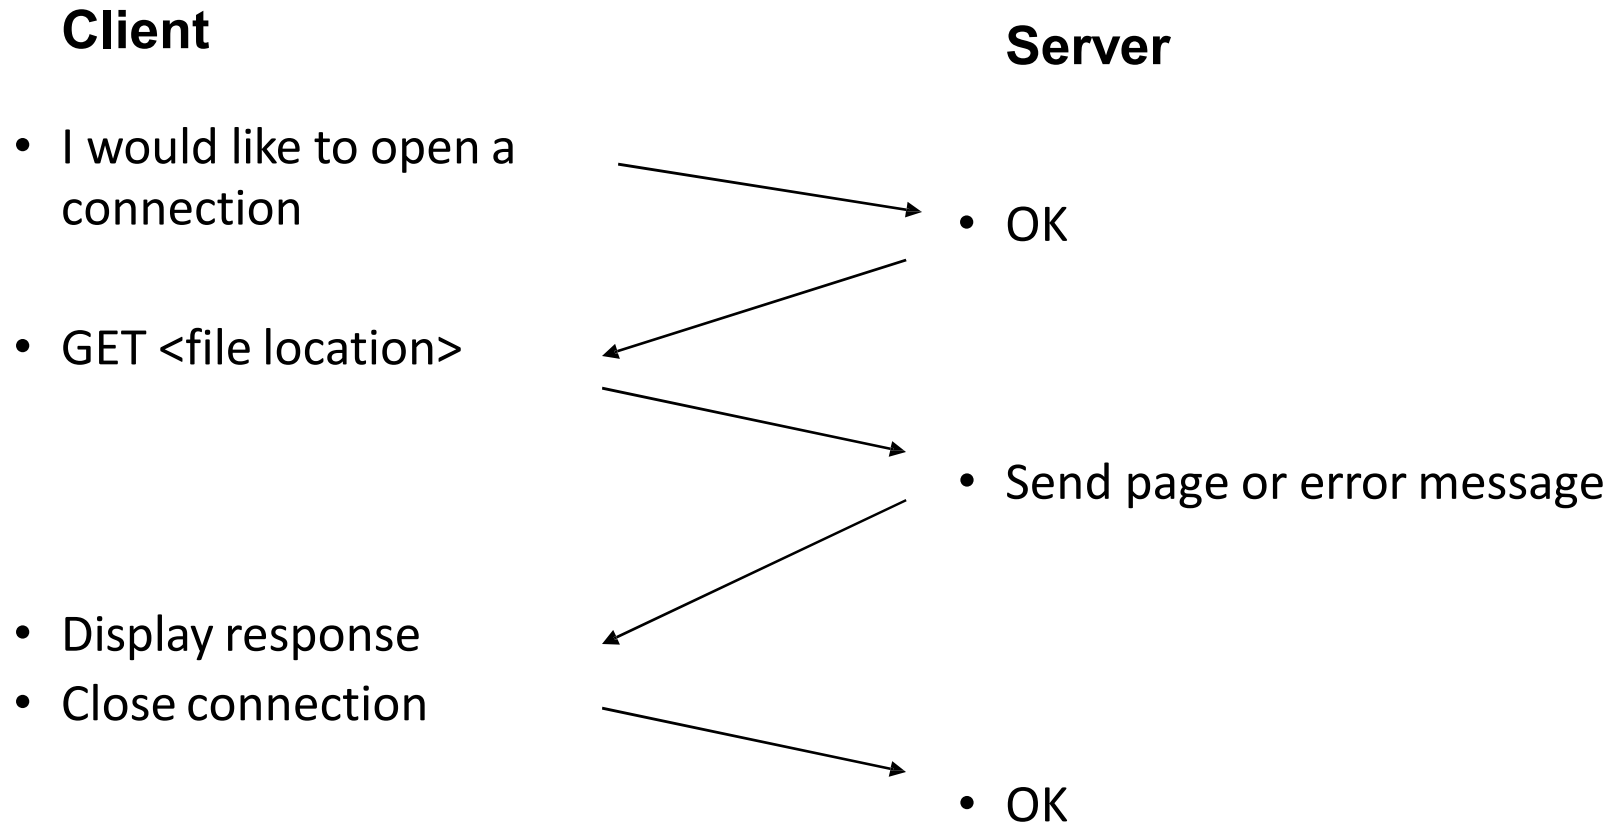 Client
Server
• I would like to open a
connection
• OK
• GET <file location>
• Send page or error message
• Display response
• Close connection
• OK